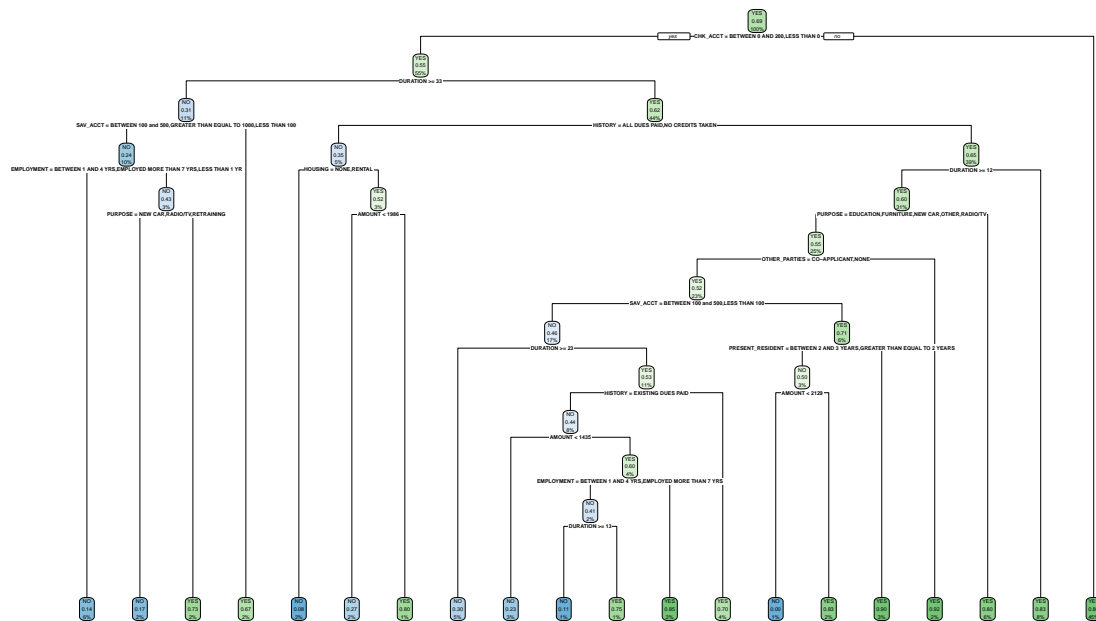 YES
0.69
100%
yes CHK_ACCT = BETWEEN 0 AND 200,LESS THAN 0 no
YES
0.55
55%
DURATION >= 33
NO
0.31
11%
YES
0.62
44%
SAV_ACCT = BETWEEN 100 and 500,GREATER THAN EQUAL TO 1000,LESS THAN 100
HISTORY = ALL DUES PAID,NO CREDITS TAKEN
NO
0.24
10%
NO
0.35
5%
YES
0.65
39%
EMPLOYMENT = BETWEEN 1 AND 4 YRS,EMPLOYED MORE THAN 7 YRS,LESS THAN 1 YR
HOUSING = NONE,RENTAL
DURATION >= 12
NO
0.43
3%
YES
0.52
3%
YES
0.60
31%
PURPOSE = NEW CAR,RADIO/TV,RETRAINING
AMOUNT < 1986
PURPOSE = EDUCATION,FURNITURE,NEW CAR,OTHER,RADIO/TV
YES
0.55
25%
OTHER_PARTIES = CO-APPLICANT,NONE
YES
0.52
23%
SAV_ACCT = BETWEEN 100 and 500,LESS THAN 100
NO
0.46
17%
YES
0.71
6%
DURATION >= 23
PRESENT_RESIDENT = BETWEEN 2 AND 3 YEARS,GREATER THAN EQUAL TO 2 YEARS
YES
0.53
11%
NO
0.50
3%
HISTORY = EXISTING DUES PAID
AMOUNT < 2129
NO
0.44
8%
AMOUNT < 1435
YES
0.60
4%
EMPLOYMENT = BETWEEN 1 AND 4 YRS,EMPLOYED MORE THAN 7 YRS
NO
0.41
2%
DURATION >= 13
NO
0.14
6%
NO
0.17
2%
YES
0.73
2%
YES
0.67
2%
NO
0.08
2%
NO
0.27
2%
YES
0.80
1%
NO
0.30
5%
NO
0.23
3%
NO
0.11
1%
YES
0.75
1%
YES
0.85
2%
YES
0.70
4%
NO
0.08
1%
YES
0.83
2%
YES
0.90
3%
YES
0.92
2%
YES
0.80
6%
YES
0.83
8%